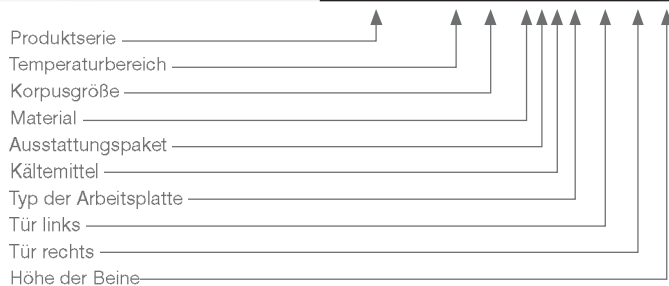 Produktserie
Temperaturbereich
Korpusgröße
Material
Ausstattungspaket
Kältemittel
Typ der Arbeitsplatte
Tür links
Tür rechts
Höhe der Beine